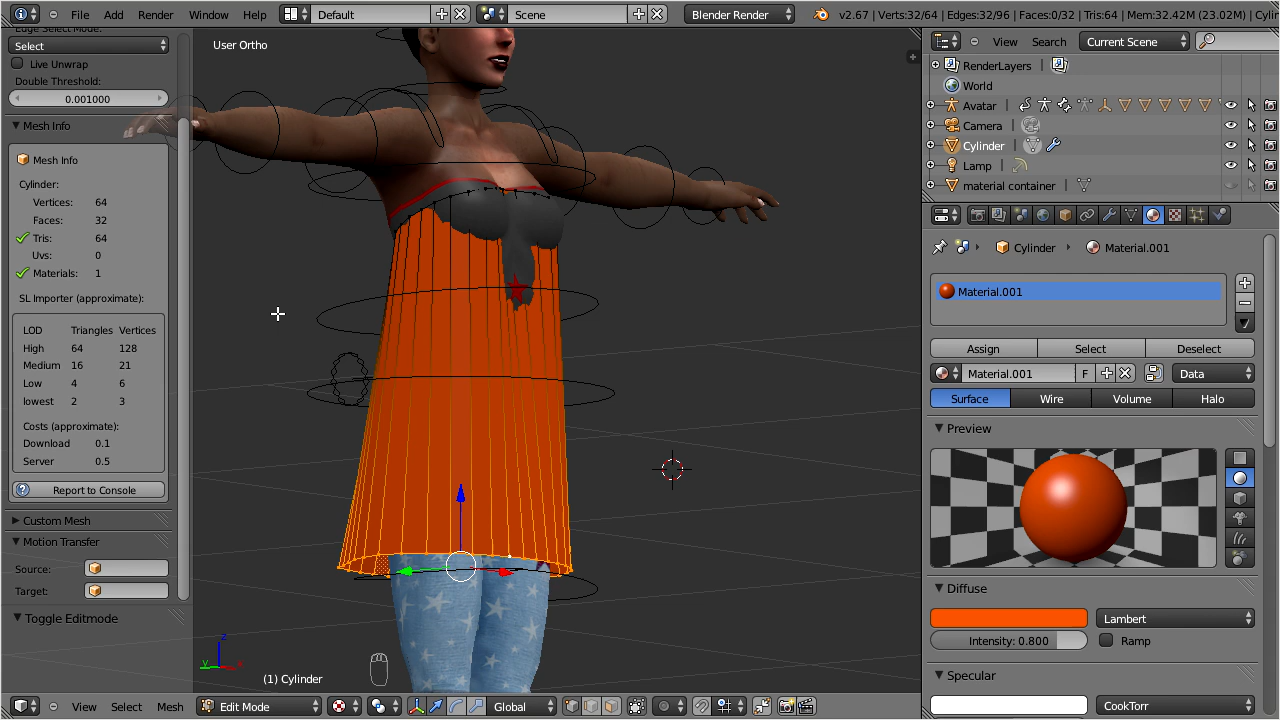 File Add Render Window Help Default Scene Blender Render v2.67 | Verts:32/64 | Edges:32/96 | Faces:0/32 | Tris:64 | Mem:32.42M (23.02M) | Cylin
Edge Select Mode:
Select
Live Unwrap
Double Threshold:
0.001000
Mesh Info
Mesh Info
Cylinder:
Vertices: 64
Faces: 32
Tris: 64
Uvs: 0
Materials: 1
SL Importer (approximate):
LOD Triangles Vertices
High 64 128
Medium 16 21
Low 4 6
lowest 2 3
Costs (approximate):
Download 0.1
Server 0.5
Report to Console
Custom Mesh
Motion Transfer
Source:
Target:
Toggle Editmode
User Ortho
z
y
x
(1) Cylinder
View Select Mesh Edit Mode Global
View Search Current Scene
RenderLayers |
World
Avatar |
Camera |
Cylinder |
Lamp |
material container |
Cylinder Material.001
Material.001
Assign Select Deselect
Material.001 F Data
Surface Wire Volume Halo
Preview
Diffuse
Lambert
Intensity: 0.800 Ramp
Specular
CookTorr